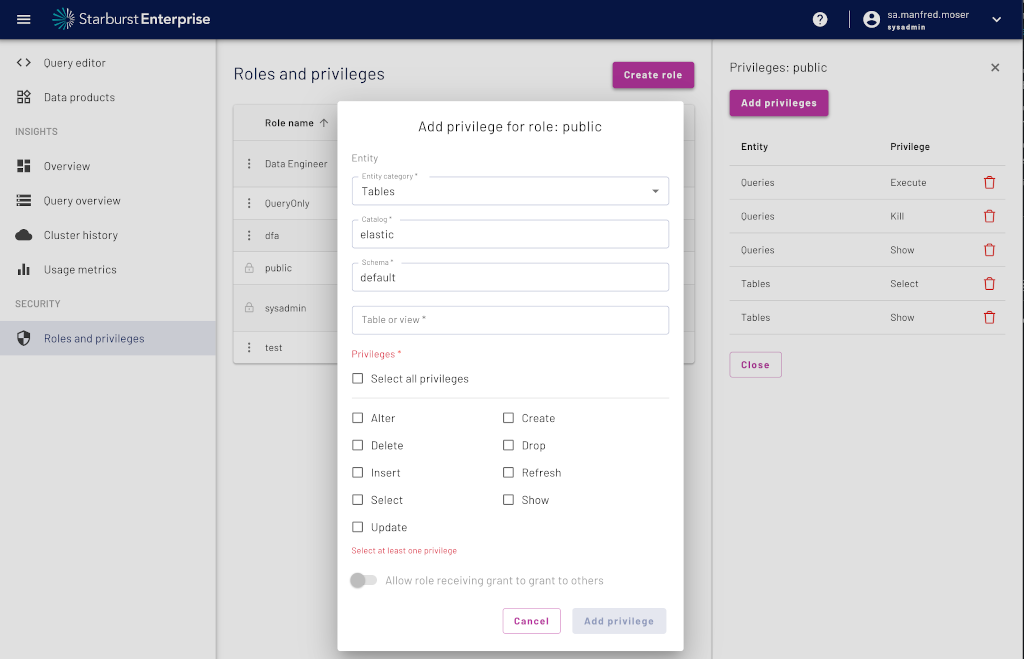 Starburst Enterprise
?
sa.manfred.moser
sysadmin
Query editor
Data products
INSIGHTS
Overview
Query overview
Cluster history
Usage metrics
SECURITY
Roles and privileges
Roles and privileges
Create role
Role name ↑
Data Engineer
QueryOnly
dfa
public
sysadmin
test
Add privilege for role: public
Entity
Entity category *
Tables
Catalog *
elastic
Schema *
default
Table or view *
Privileges *
Select all privileges
Alter Create
Delete Drop
Insert Refresh
Select Show
Update
Select at least one privilege
Allow role receiving grant to grant to others
Cancel Add privilege
Privileges: public
Add privileges
Entity Privilege
Queries Execute
Queries Kill
Queries Show
Tables Select
Tables Show
Close